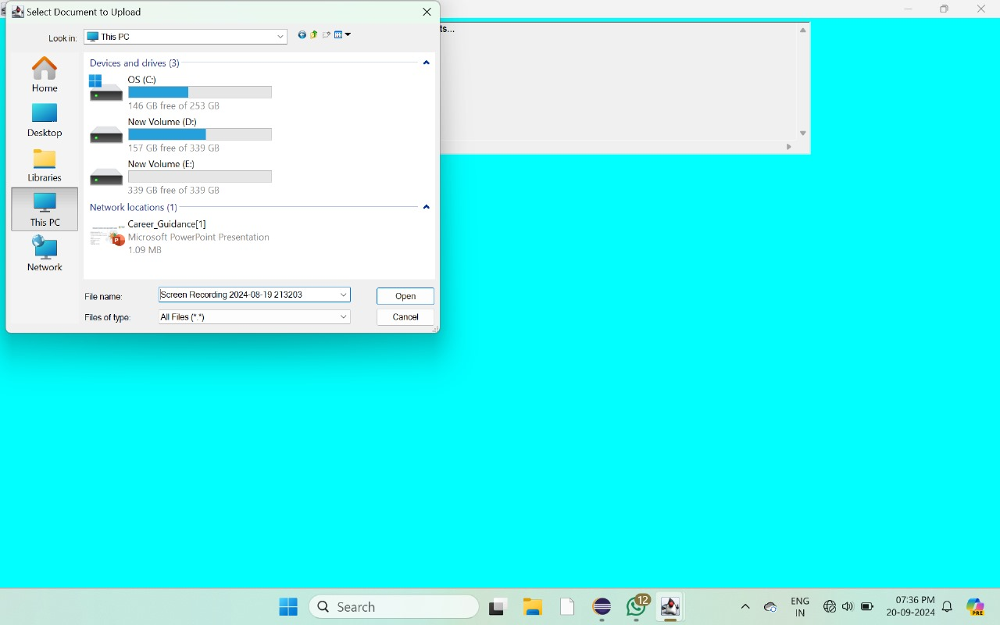 Select Document to Upload
ts...
Look in:
This PC
Home
Desktop
Libraries
This PC
Network
Devices and drives (3)
OS (C:)
146 GB free of 253 GB
New Volume (D:)
157 GB free of 339 GB
New Volume (E:)
339 GB free of 339 GB
Network locations (1)
Career_Guidance[1]
Microsoft PowerPoint Presentation
1.09 MB
File name:
Screen Recording 2024-08-19 213203
Open
Files of type:
All Files (*.*)
Cancel
Search
12
ENG
IN
07:36 PM
20-09-2024
PRE